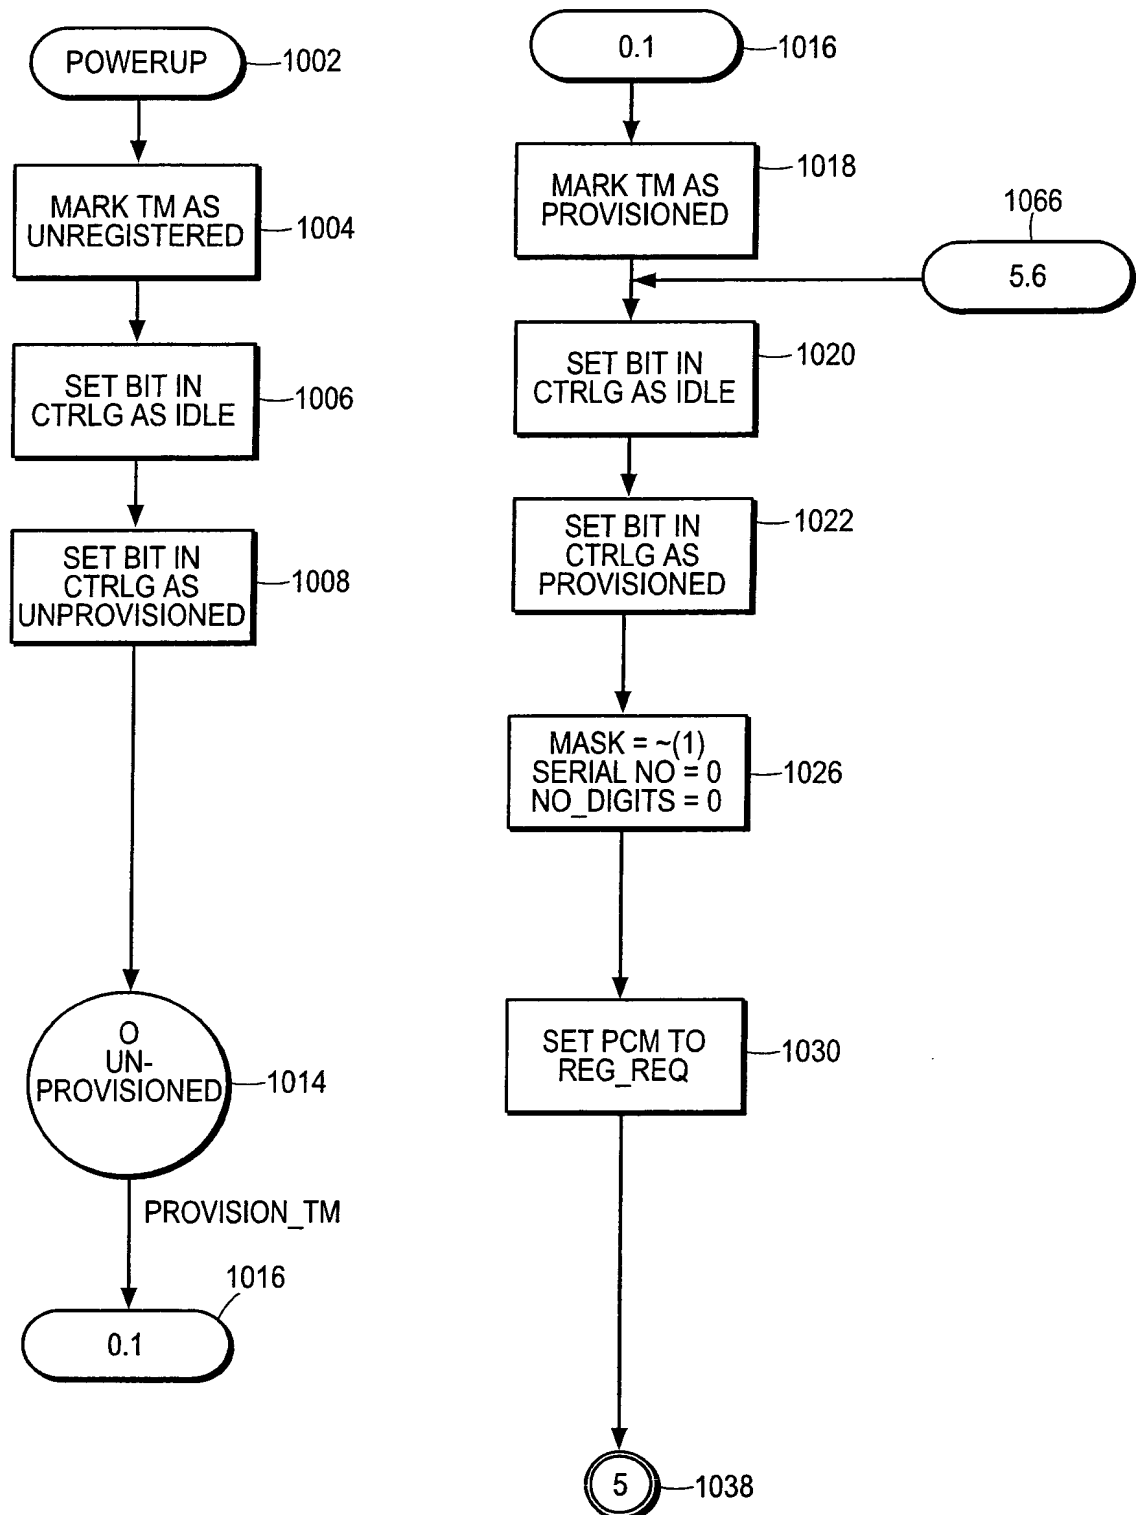 POWERUP
1002
MARK TM AS
UNREGISTERED
1004
SET BIT IN
CTRLG AS IDLE
1006
SET BIT IN
CTRLG AS
UNPROVISIONED
1008
O
UN-
PROVISIONED
1014
PROVISION_TM
1016
0.1
0.1
1016
MARK TM AS
PROVISIONED
1018
1066
5.6
SET BIT IN
CTRLG AS IDLE
1020
SET BIT IN
CTRLG AS
PROVISIONED
1022
MASK = ~(1)
SERIAL NO = 0
NO_DIGITS = 0
1026
SET PCM TO
REG_REQ
1030
5
1038